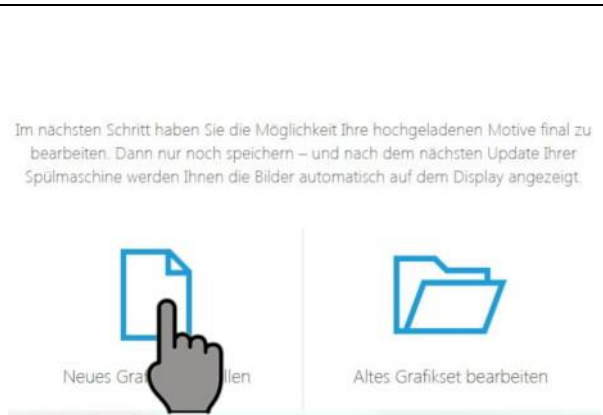 Im nächsten Schritt haben Sie die Möglichkeit Ihre hochgeladenen Motive final zu
bearbeiten. Dann nur noch speichern – und nach dem nächsten Update Ihrer
Spülmaschine werden Ihnen die Bilder automatisch auf dem Display angezeigt.
Neues
Altes Grafikset bearbeiten